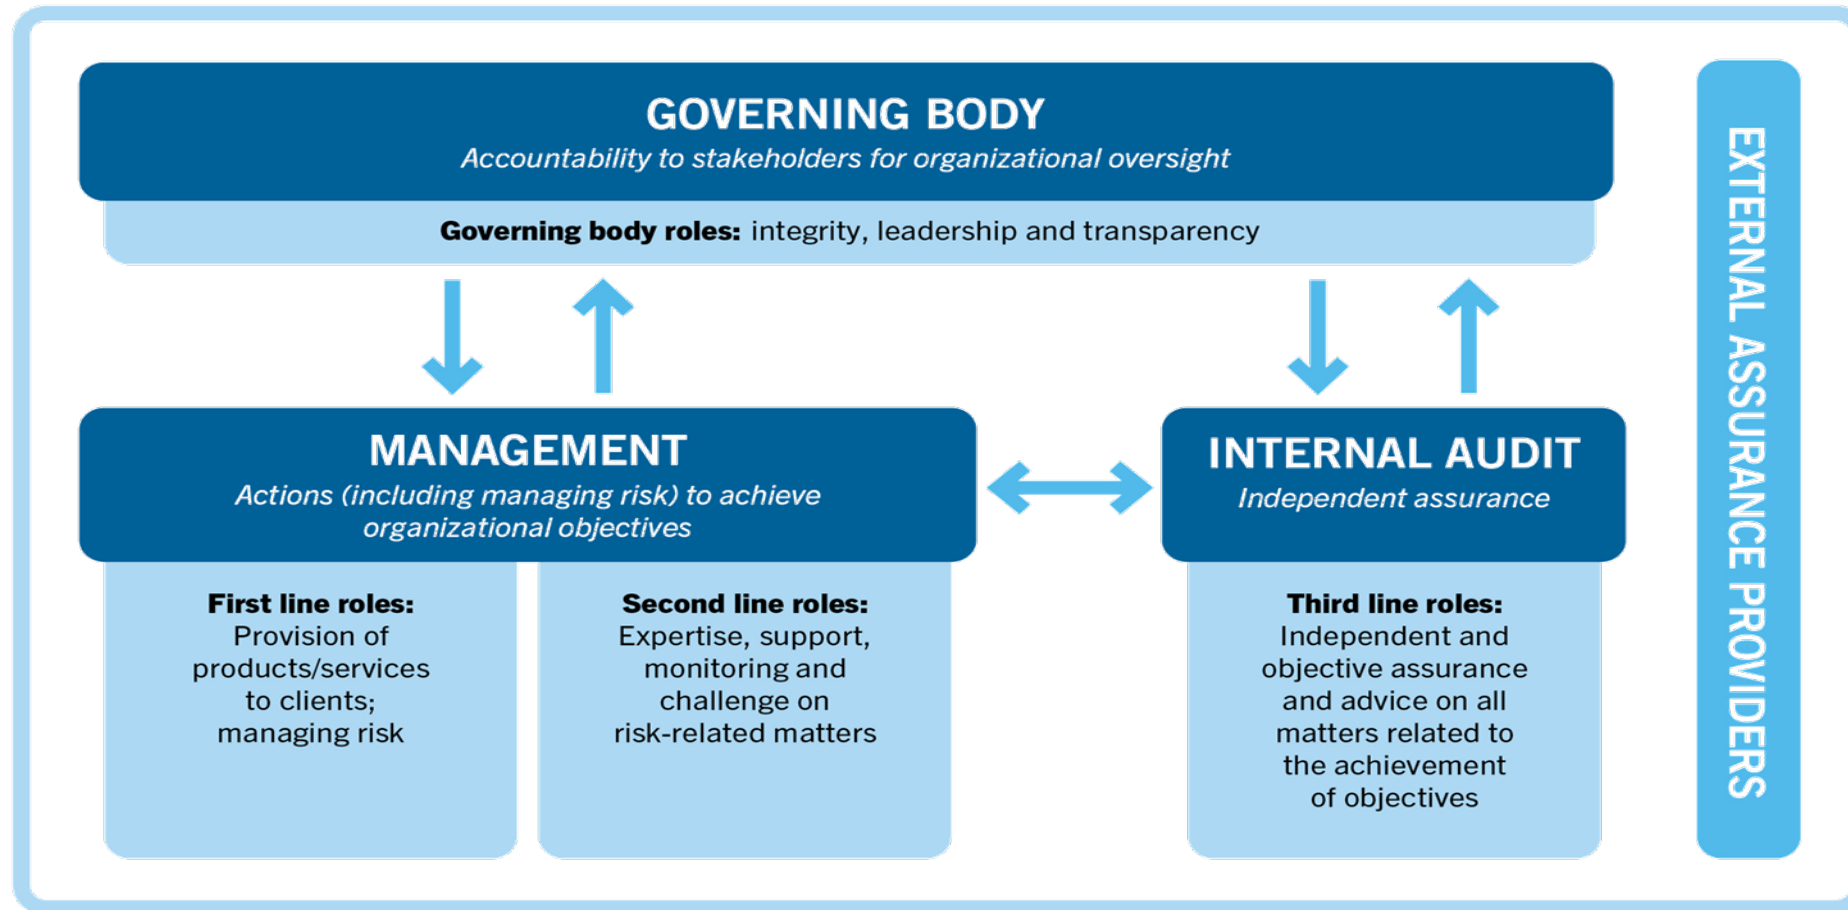 GOVERNING BODY
Accountability to stakeholders for organizational oversight
Governing body roles: integrity, leadership and transparency
MANAGEMENT
Actions (including managing risk) to achieve
organizational objectives
First line roles:
Provision of
products/services
to clients;
managing risk
Second line roles:
Expertise, support,
monitoring and
challenge on
risk-related matters
INTERNAL AUDIT
Independent assurance
Third line roles:
Independent and
objective assurance
and advice on all
matters related to
the achievement
of objectives
EXTERNAL ASSURANCE PROVIDERS